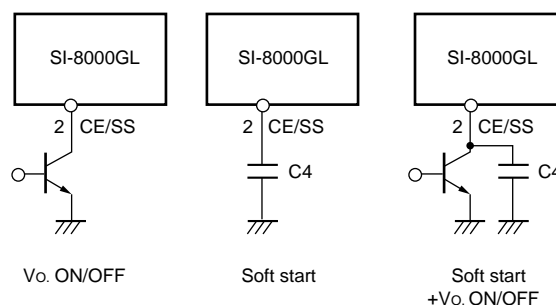 SI-8000GL
2 CE/SS
Vo. ON/OFF
SI-8000GL
2 CE/SS
C4
Soft start
SI-8000GL
2 CE/SS
C4
Soft start
+Vo. ON/OFF